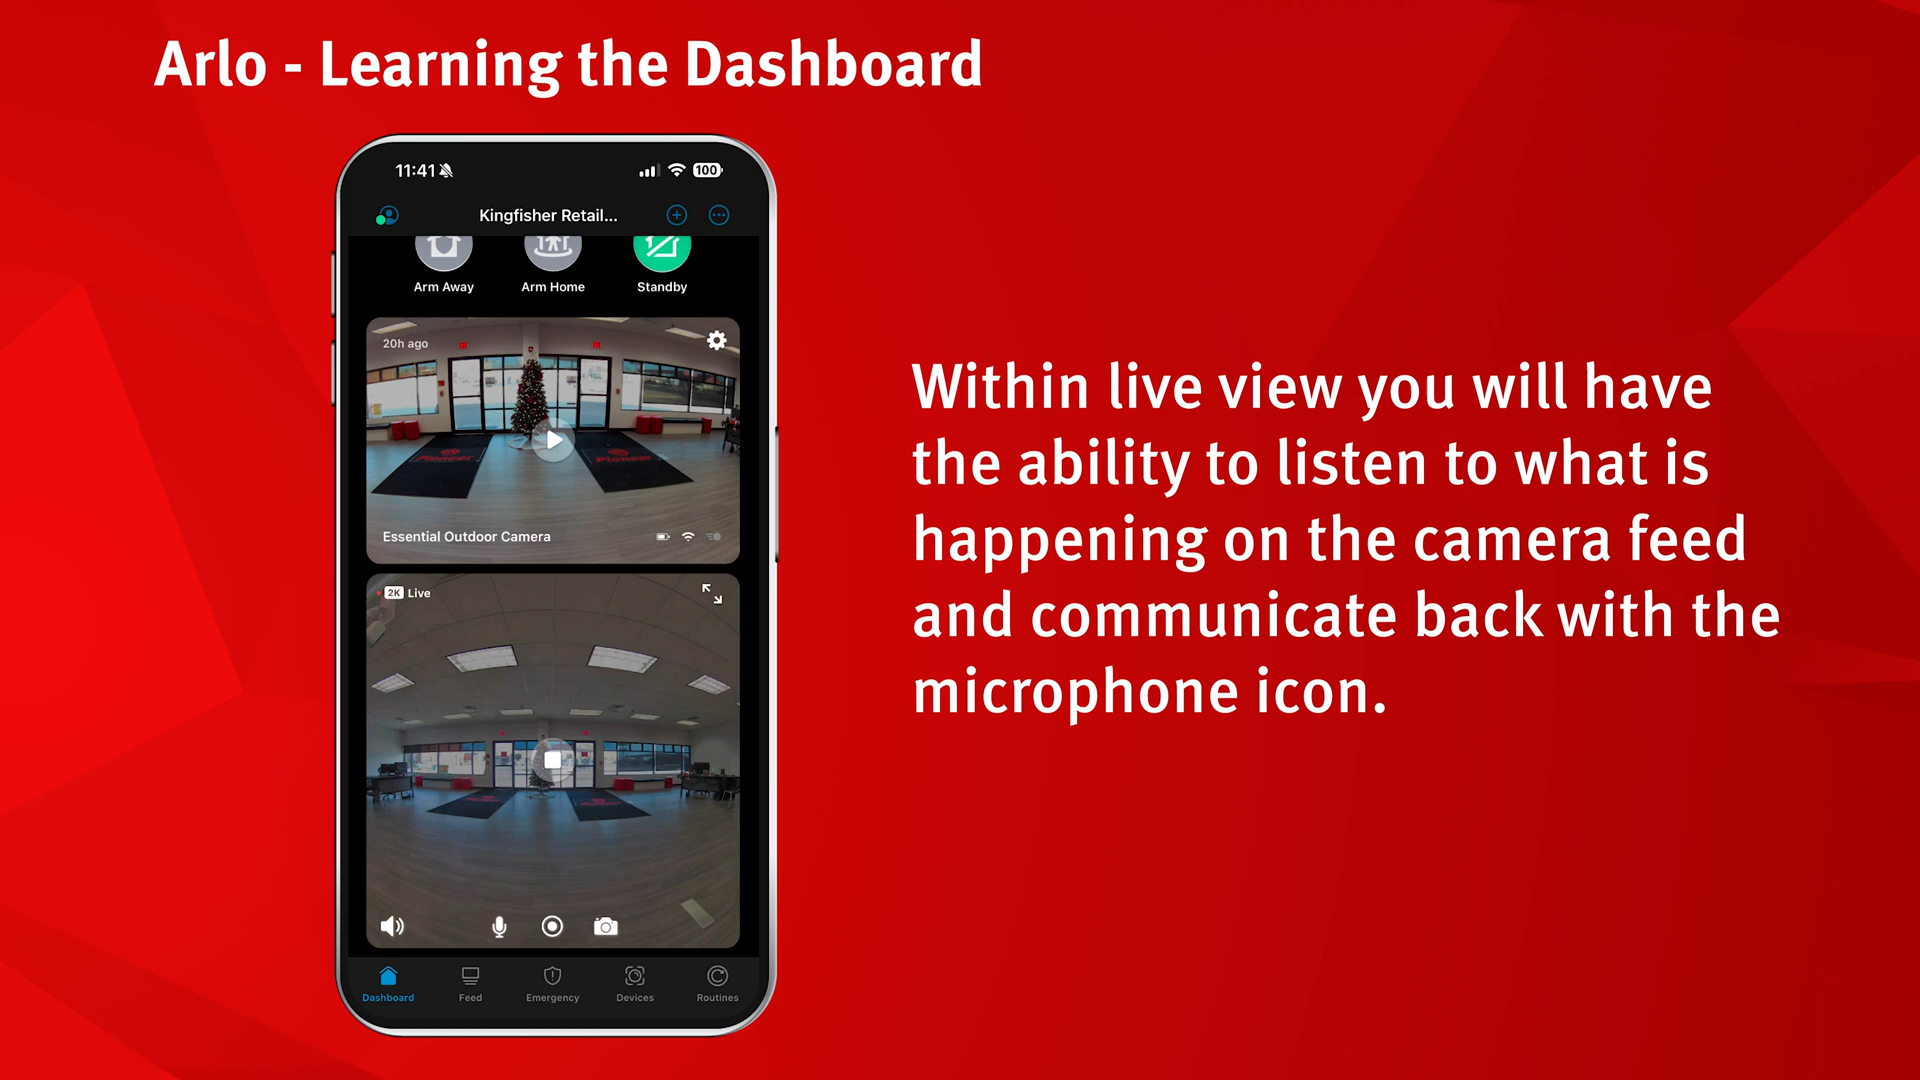 Arlo - Learning the Dashboard
11:41
100
Kingfisher Retail...
Arm Away
Arm Home
Standby
20h ago
Pioneer
Essential Outdoor Camera
2K Live
Dashboard
Feed
Emergency
Devices
Routines
Within live view you will have
the ability to listen to what is
happening on the camera feed
and communicate back with the
microphone icon.